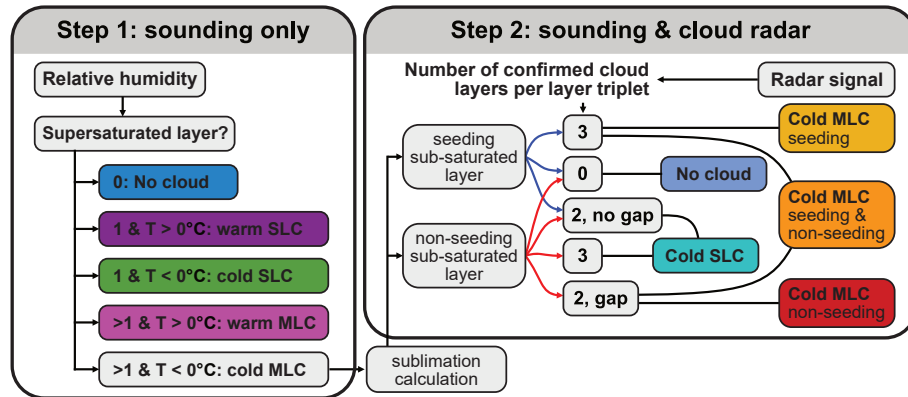 Step 1: sounding only
Relative humidity
Supersaturated layer?
0: No cloud
1 & T > 0°C: warm SLC
1 & T < 0°C: cold SLC
>1 & T > 0°C: warm MLC
>1 & T < 0°C: cold MLC
sublimation
calculation
Step 2: sounding & cloud radar
Number of confirmed cloud
layers per layer triplet
Radar signal
seeding
sub-saturated
layer
non-seeding
sub-saturated
layer
3
0
2, no gap
3
2, gap
No cloud
Cold SLC
Cold MLC
seeding
Cold MLC
seeding &
non-seeding
Cold MLC
non-seeding